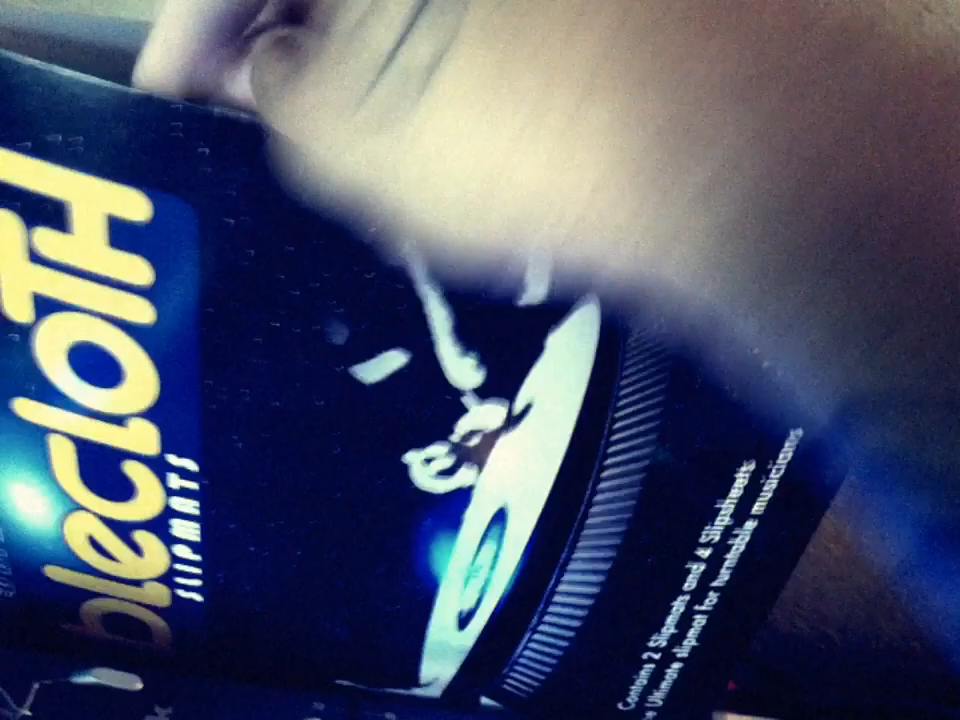 bleclOTH
SLIPMATS
Contains 2 Slipmats and 4 Slipsheets
Ultimate slipmat for turntable musicians